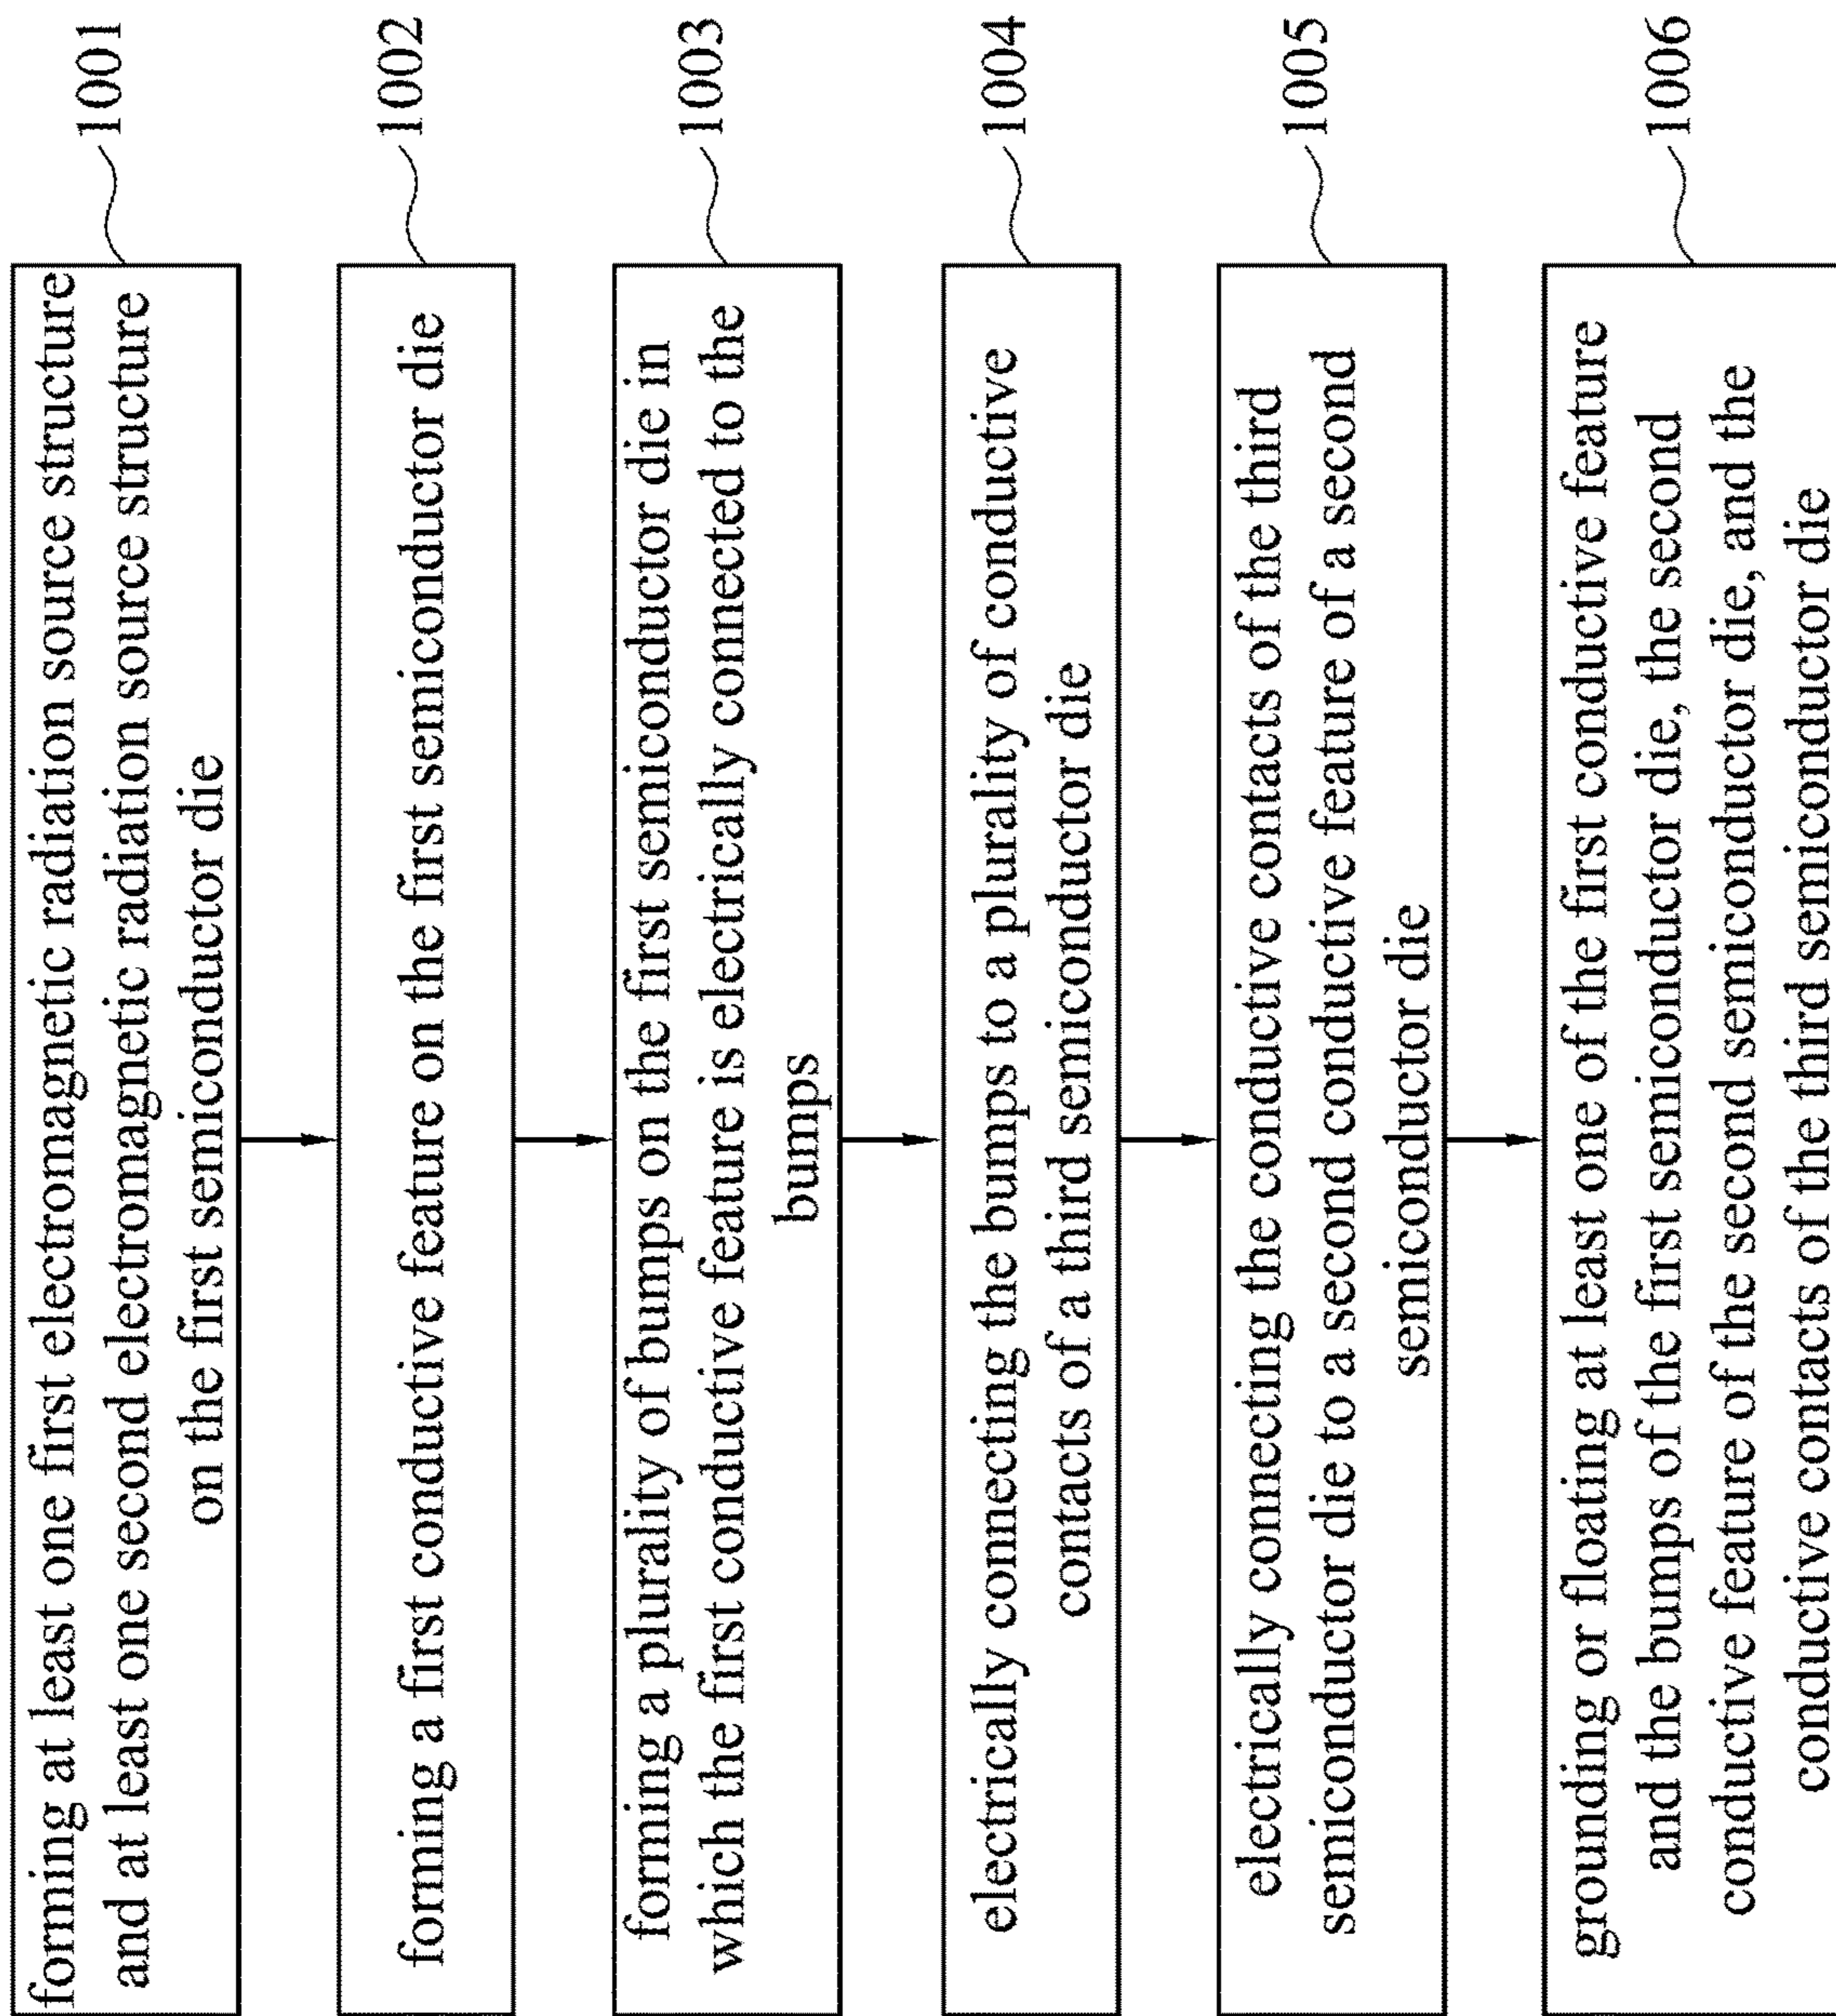 forming at least one first electromagnetic radiation source structure
and at least one second electromagnetic radiation source structure
on the first semiconductor die
1001
forming a first conductive feature on the first semiconductor die
1002
forming a plurality of bumps on the first semiconductor die in
which the first conductive feature is electrically connected to the
bumps
1003
electrically connecting the bumps to a plurality of conductive
contacts of a third semiconductor die
1004
electrically connecting the conductive contacts of the third
semiconductor die to a second conductive feature of a second
semiconductor die
1005
grounding or floating at least one of the first conductive feature
and the bumps of the first semiconductor die, the second
conductive feature of the second semiconductor die, and the
conductive contacts of the third semiconductor die
1006